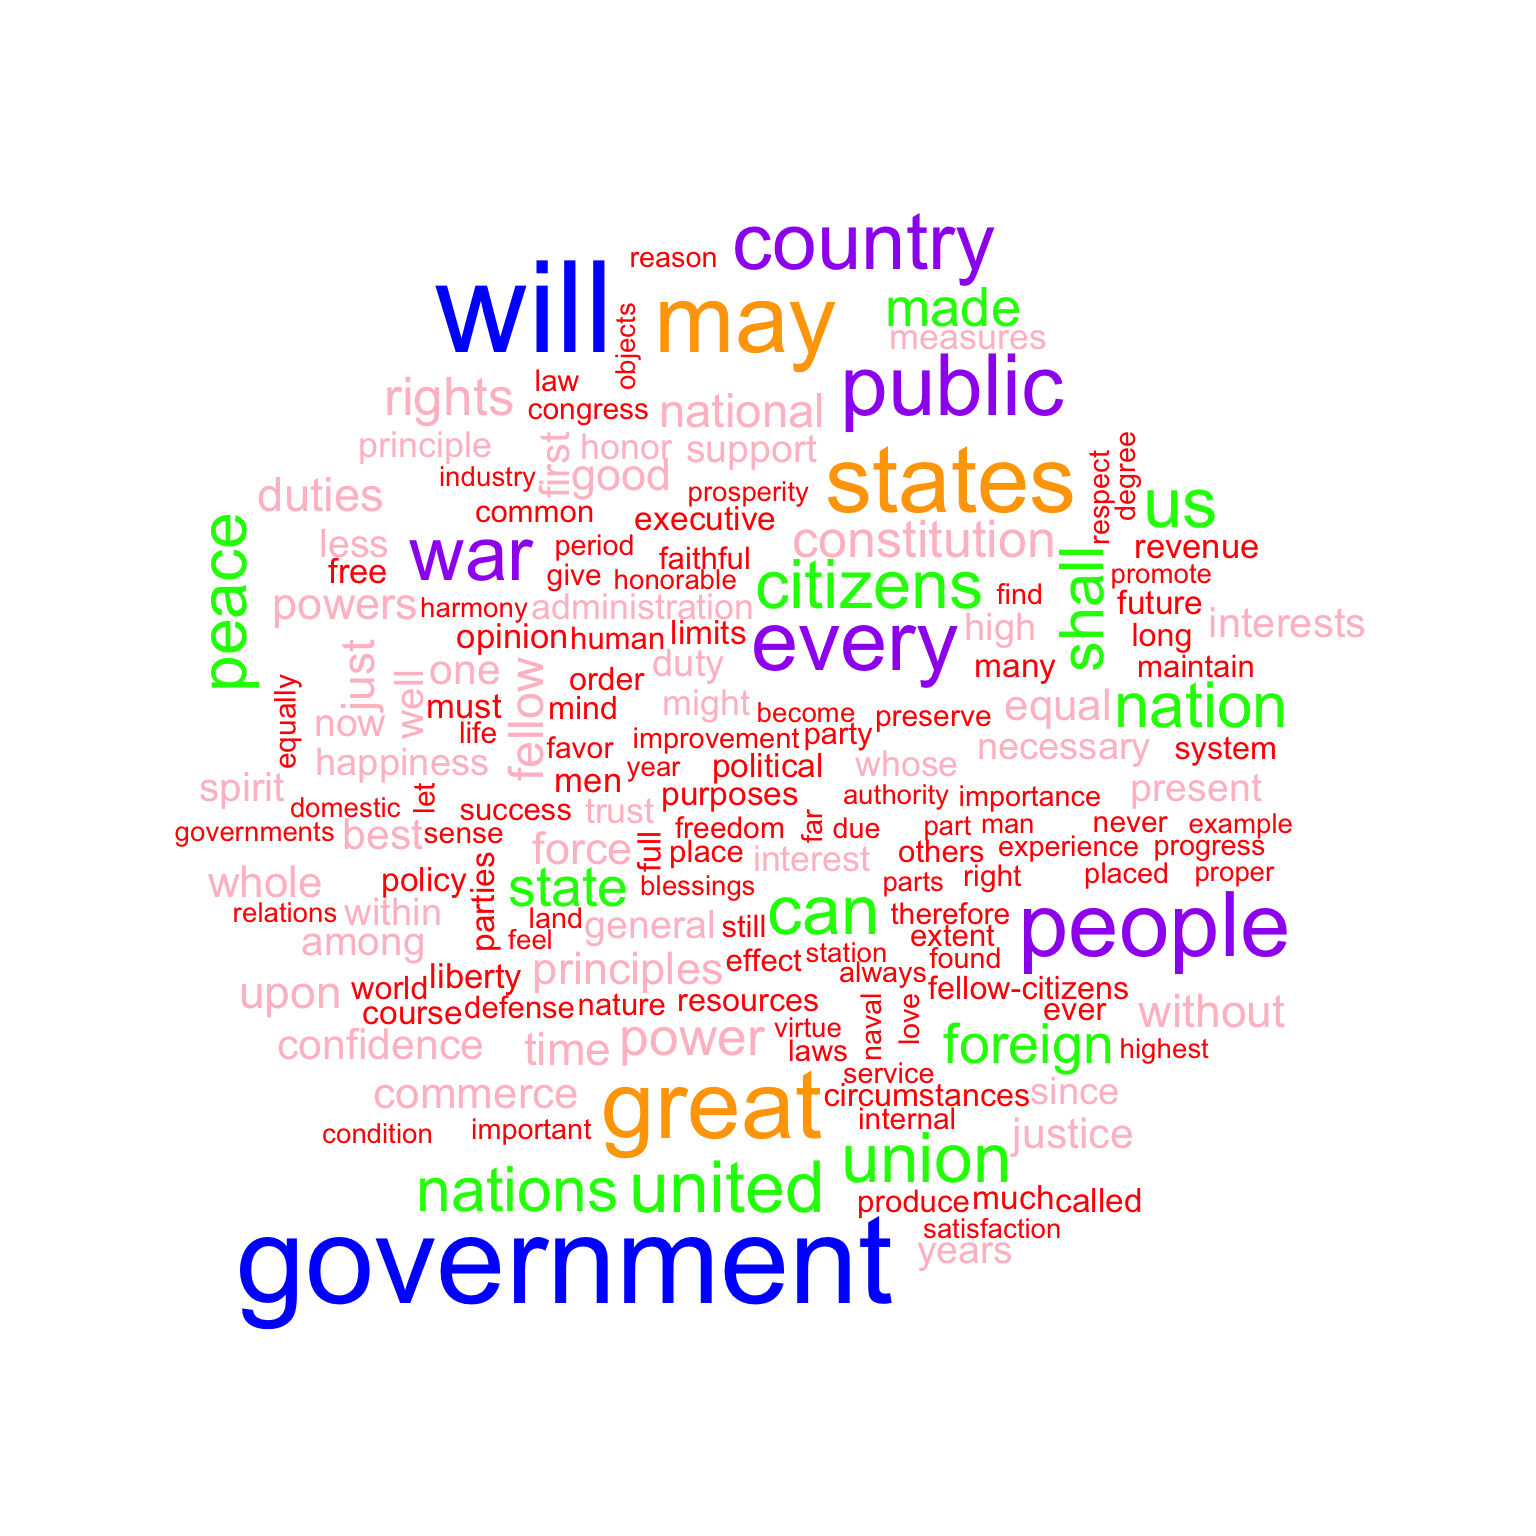 country
reason
will
may
made
objects
measures
public
law
rights
congress
national
principle
first
honor
support
degree
industry
good
states
respect
prosperity
duties
us
common
executive
peace
war
constitution
less
period
shall
revenue
free
faithful
give
honorable
citizens
find
promote
powers
harmony
administration
future
interests
opinion
human
limits
every
high
long
just
well
one
fellow
duty
many
maintain
order
equally
now
must
mind
might
become
preserve
equal
nation
life
favor
improvement
party
necessary
system
happiness
men
year
political
whose
spirit
let
purposes
authority
importance
present
domestic
success
trust
far
governments
best
sense
freedom
due
part
man
never
example
force
full
place
interest
others
experience
progress
whole
policy
parties
state
blessings
parts
right
placed
proper
relations
within
land
general
still
can
therefore
people
among
feel
extent
principles
effect
station
found
world
liberty
always
upon
fellow-citizens
course
defense
nature
resources
naval
love
ever
without
confidence
time
power
virtue
laws
foreign
highest
service
commerce
great
circumstances
since
condition
important
internal
justice
union
nations
united
produce
much
called
satisfaction
government
years